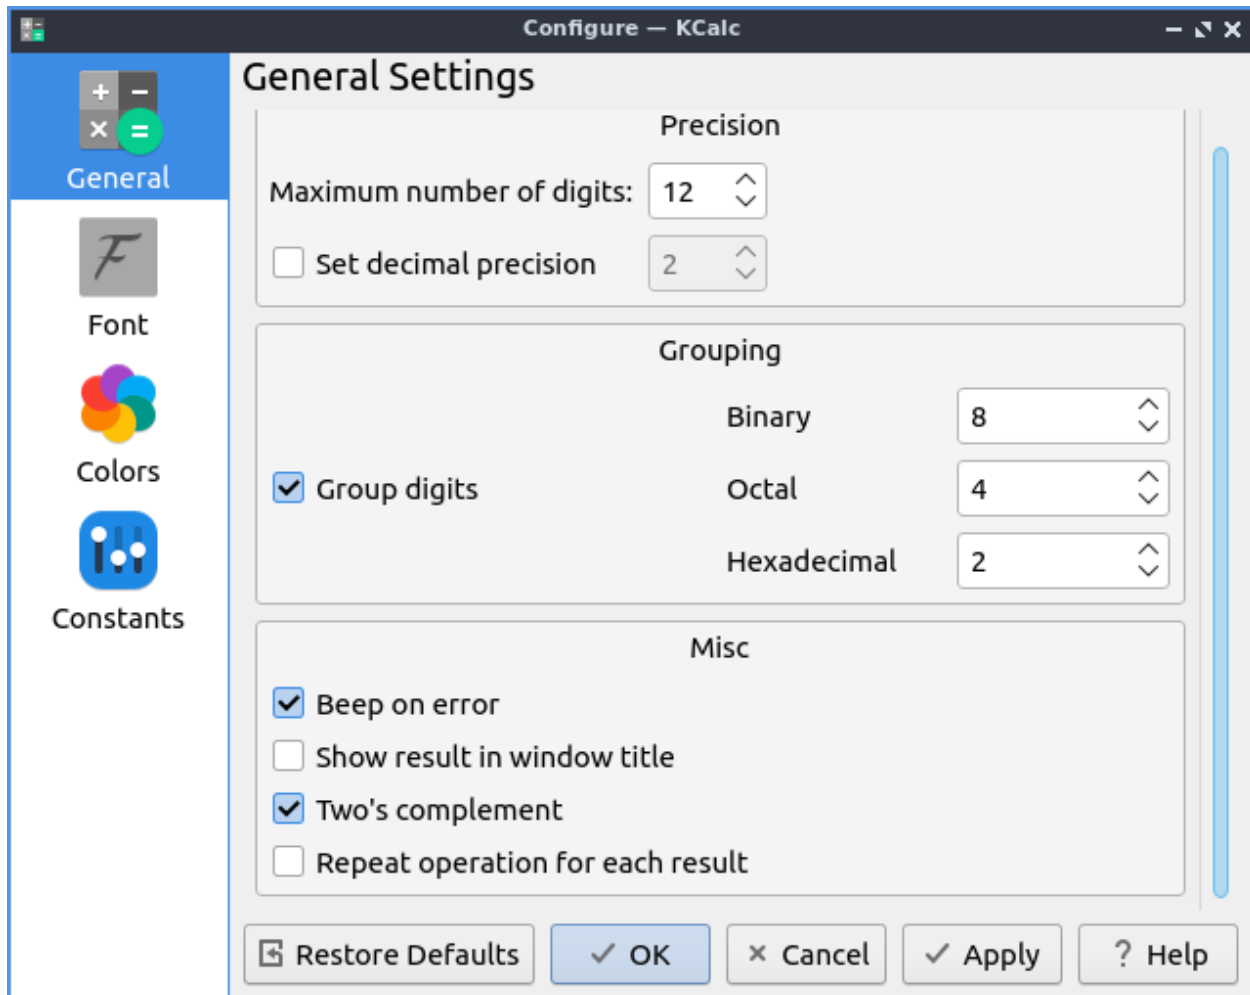 Configure — KCalc
General
Font
Colors
Constants
General Settings
Precision
Maximum number of digits: 12
Set decimal precision 2
Grouping
Binary 8
Group digits Octal 4
Hexadecimal 2
Misc
Beep on error
Show result in window title
Two's complement
Repeat operation for each result
Restore Defaults OK Cancel Apply ? Help